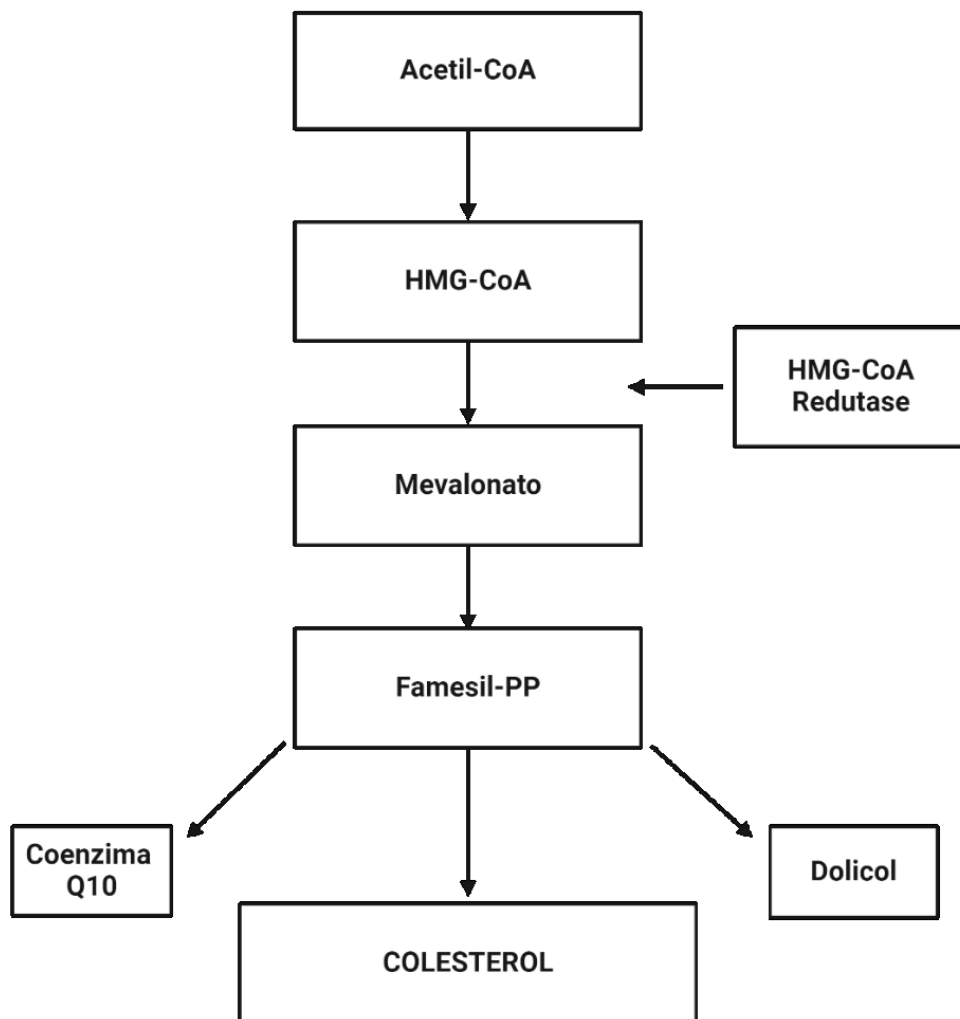 Acetil-CoA
HMG-CoA
HMG-CoA
Redutase
Mevalonato
Famesil-PP
Coenzima
Q10
Dolicol
COLESTEROL